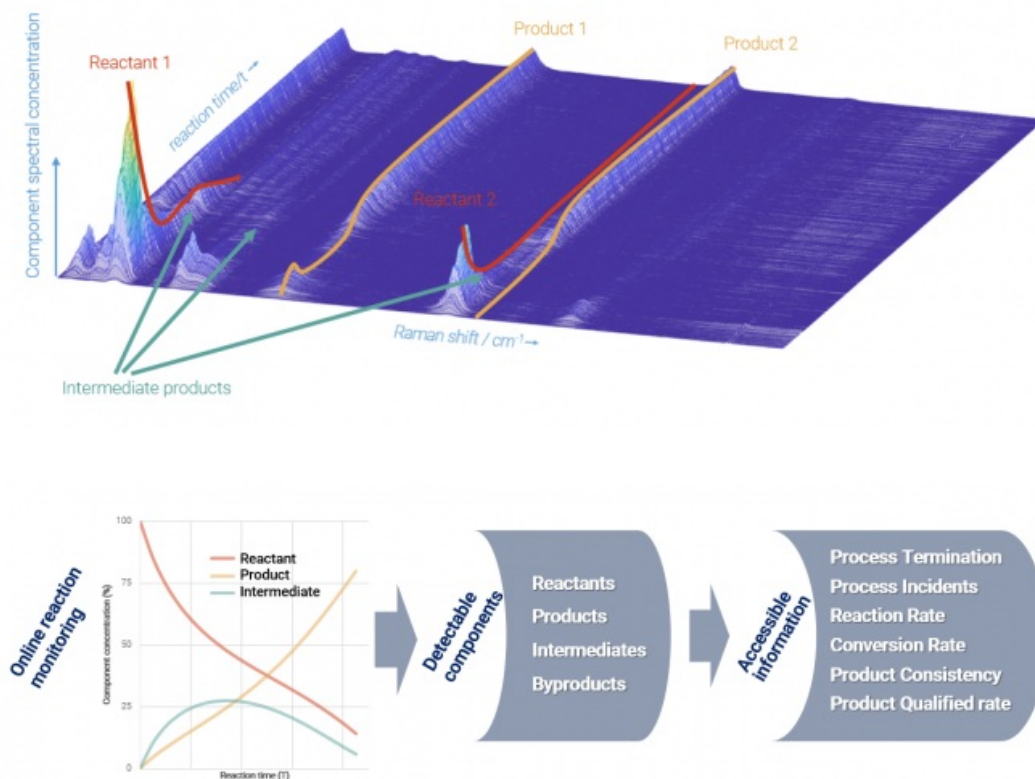 Product 1
Product 2
Reactant 1
reaction time/t →
Component spectral concentration
Reactant 2
Raman shift / cm⁻¹ →
Intermediate products
Online reaction
monitoring
Component concentration (%)
100
75
50
25
0
Reactant
Product
Intermediate
Reaction time (T)
Detectable
components
Reactants
Products
Intermediates
Byproducts
Accessible
information
Process Termination
Process Incidents
Reaction Rate
Conversion Rate
Product Consistency
Product Qualified rate